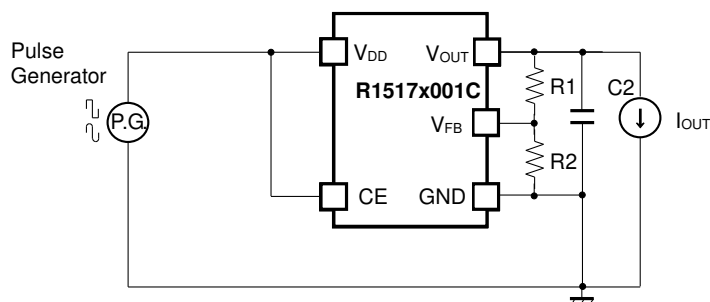 Pulse
Generator
P.G.
VDD
VOUT
R1517x001C
VFB
CE
GND
R1
R2
C2
IOUT